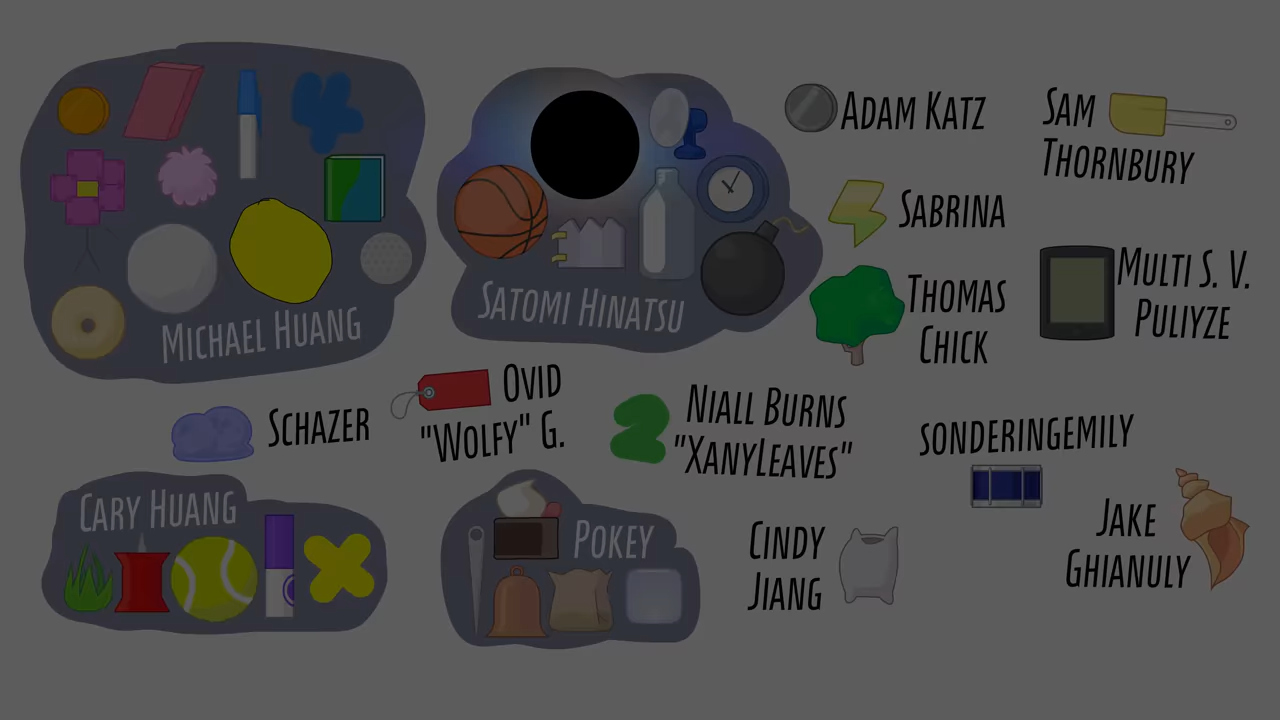 Michael Huang
Satomi Hinatsu
Adam Katz
Sam
Thornbury
Sabrina
Thomas
Chick
Multi S. V.
Puliyze
Schazer
Ovid
"Wolfy" G.
Niall Burns
"XanyLeaves"
sonderingemily
Cary Huang
Pokey
Cindy
Jiang
Jake
Ghianuly